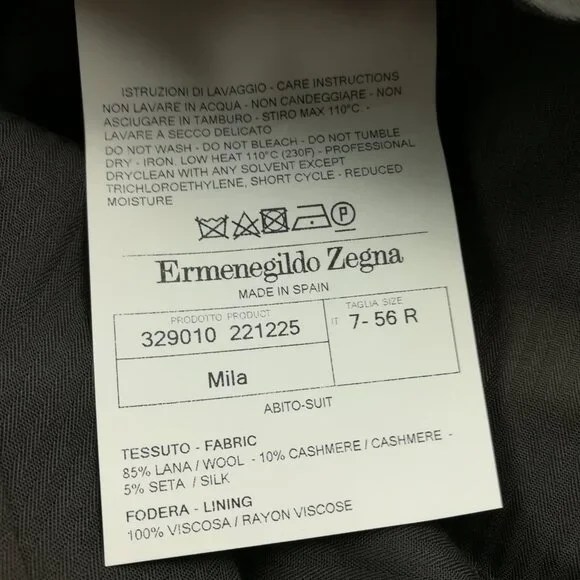 ISTRUZIONI DI LAVAGGIO - CARE INSTRUCTIONS
NON LAVARE IN ACQUA - NON CANDEGGIARE - NON
ASCIUGARE IN TAMBURO - STIRO MAX 110°C -
LAVARE A SECCO DELICATO
DO NOT WASH - DO NOT BLEACH - DO NOT TUMBLE
DRY - IRON, LOW HEAT 110°C (230F) - PROFESSIONAL
DRYCLEAN WITH ANY SOLVENT EXCEPT
TRICHLOROETHYLENE, SHORT CYCLE - REDUCED
MOISTURE
P
Ermenegildo Zegna
MADE IN SPAIN
PRODOTTO PRODUCT
329010 221225
TAGLIA SIZE
IT 7- 56 R
Mila
ABITO-SUIT
TESSUTO - FABRIC
85% LANA / WOOL - 10% CASHMERE / CASHMERE -
5% SETA / SILK
FODERA - LINING
100% VISCOSA / RAYON VISCOSE